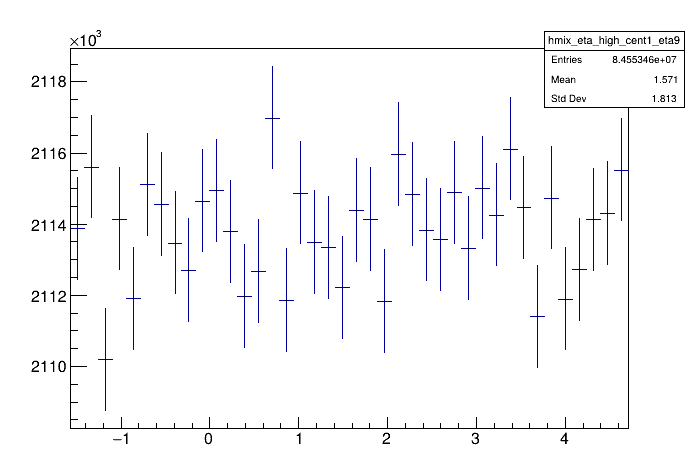 ×10³
hmix_eta_high_cent1_eta9
Entries 8.455346e+07
Mean 1.571
Std Dev 1.813
2118
2116
2114
2112
2110
−1 0 1 2 3 4